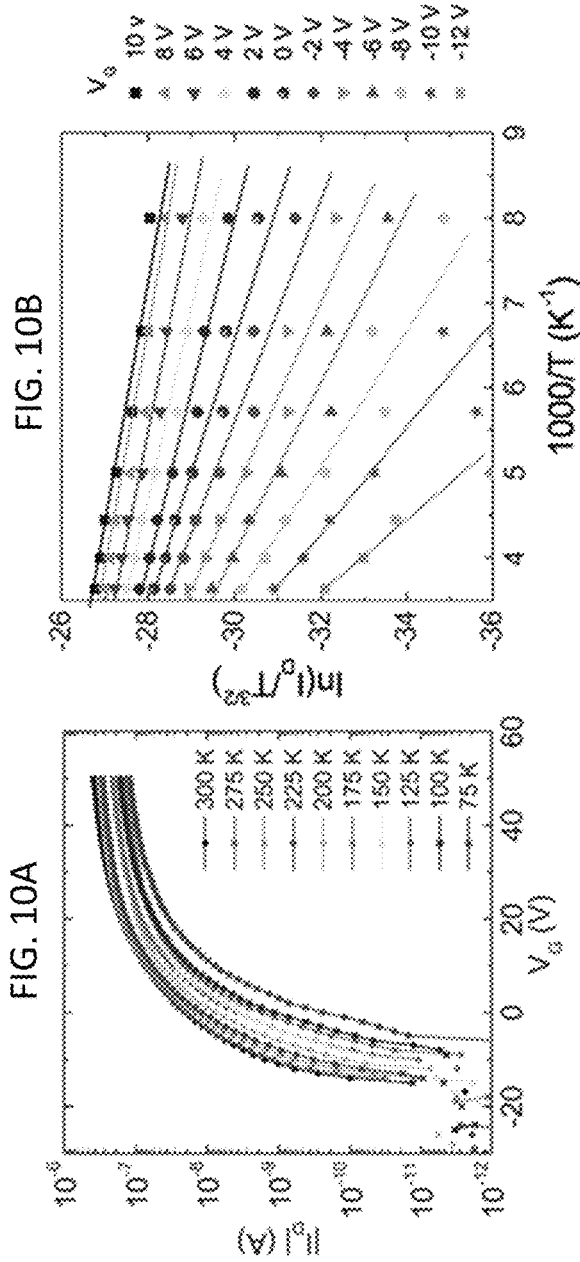 FIG. 10A
|I_D| (A)
10^-6
10^-7
10^-8
10^-9
10^-10
10^-11
10^-12
300 K
275 K
250 K
225 K
200 K
175 K
150 K
125 K
100 K
75 K
-20
0
20
40
60
V_G (V)
FIG. 10B
ln(I_D/T^3/2)
-26
-28
-30
-32
-34
-36
4
5
6
7
8
9
1000/T (K^-1)
V_G
10 V
8 V
6 V
4 V
2 V
0 V
-2 V
-4 V
-6 V
-8 V
-10 V
-12 V